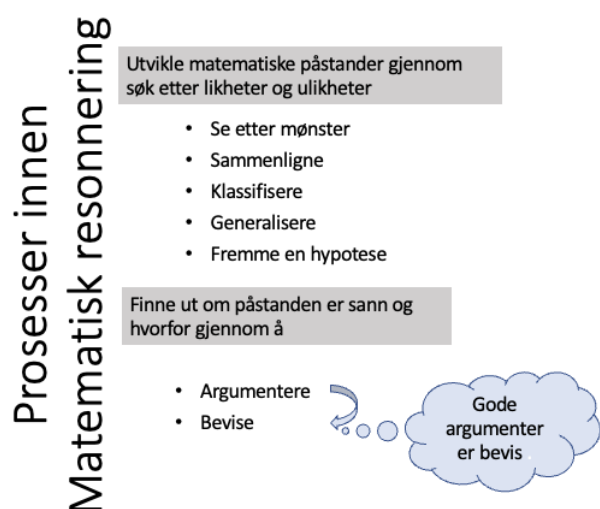 Prosesser innen
Matematisk resonnering
Utvikle matematiske påstander gjennom
søk etter likheter og ulikheter
• Se etter mønster
• Sammenligne
• Klassifisere
• Generalisere
• Fremme en hypotese
Finne ut om påstanden er sann og
hvorfor gjennom å
• Argumentere
• Bevise
Gode
argumenter
er bevis .